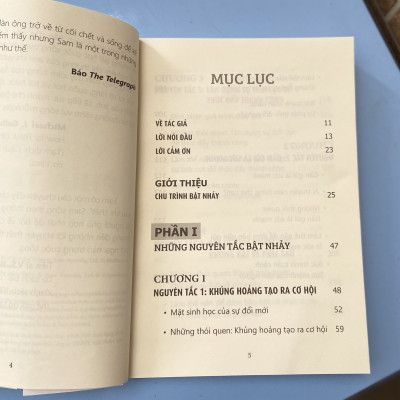 àn ông trở về từ cõi chết và sống để kể
iếm thấy nhưng Sam là một trong những
như thế.
Báo The Telegraph
4
MỤC LỤC
VỀ TÁC GIẢ 11
LỜI NÓI ĐẦU 13
LỜI CẢM ƠN 23
GIỚI THIỆU
CHU TRÌNH BẬT NHẢY 25
PHẦN I
NHỮNG NGUYÊN TẮC BẬT NHẢY 47
CHƯƠNG 1
NGUYÊN TẮC 1: KHỦNG HOẢNG TẠO RA CƠ HỘI 48
• Mặt sinh học của sự đổi mới 52
• Những thói quen: Khủng hoảng tạo ra cơ hội 59
5